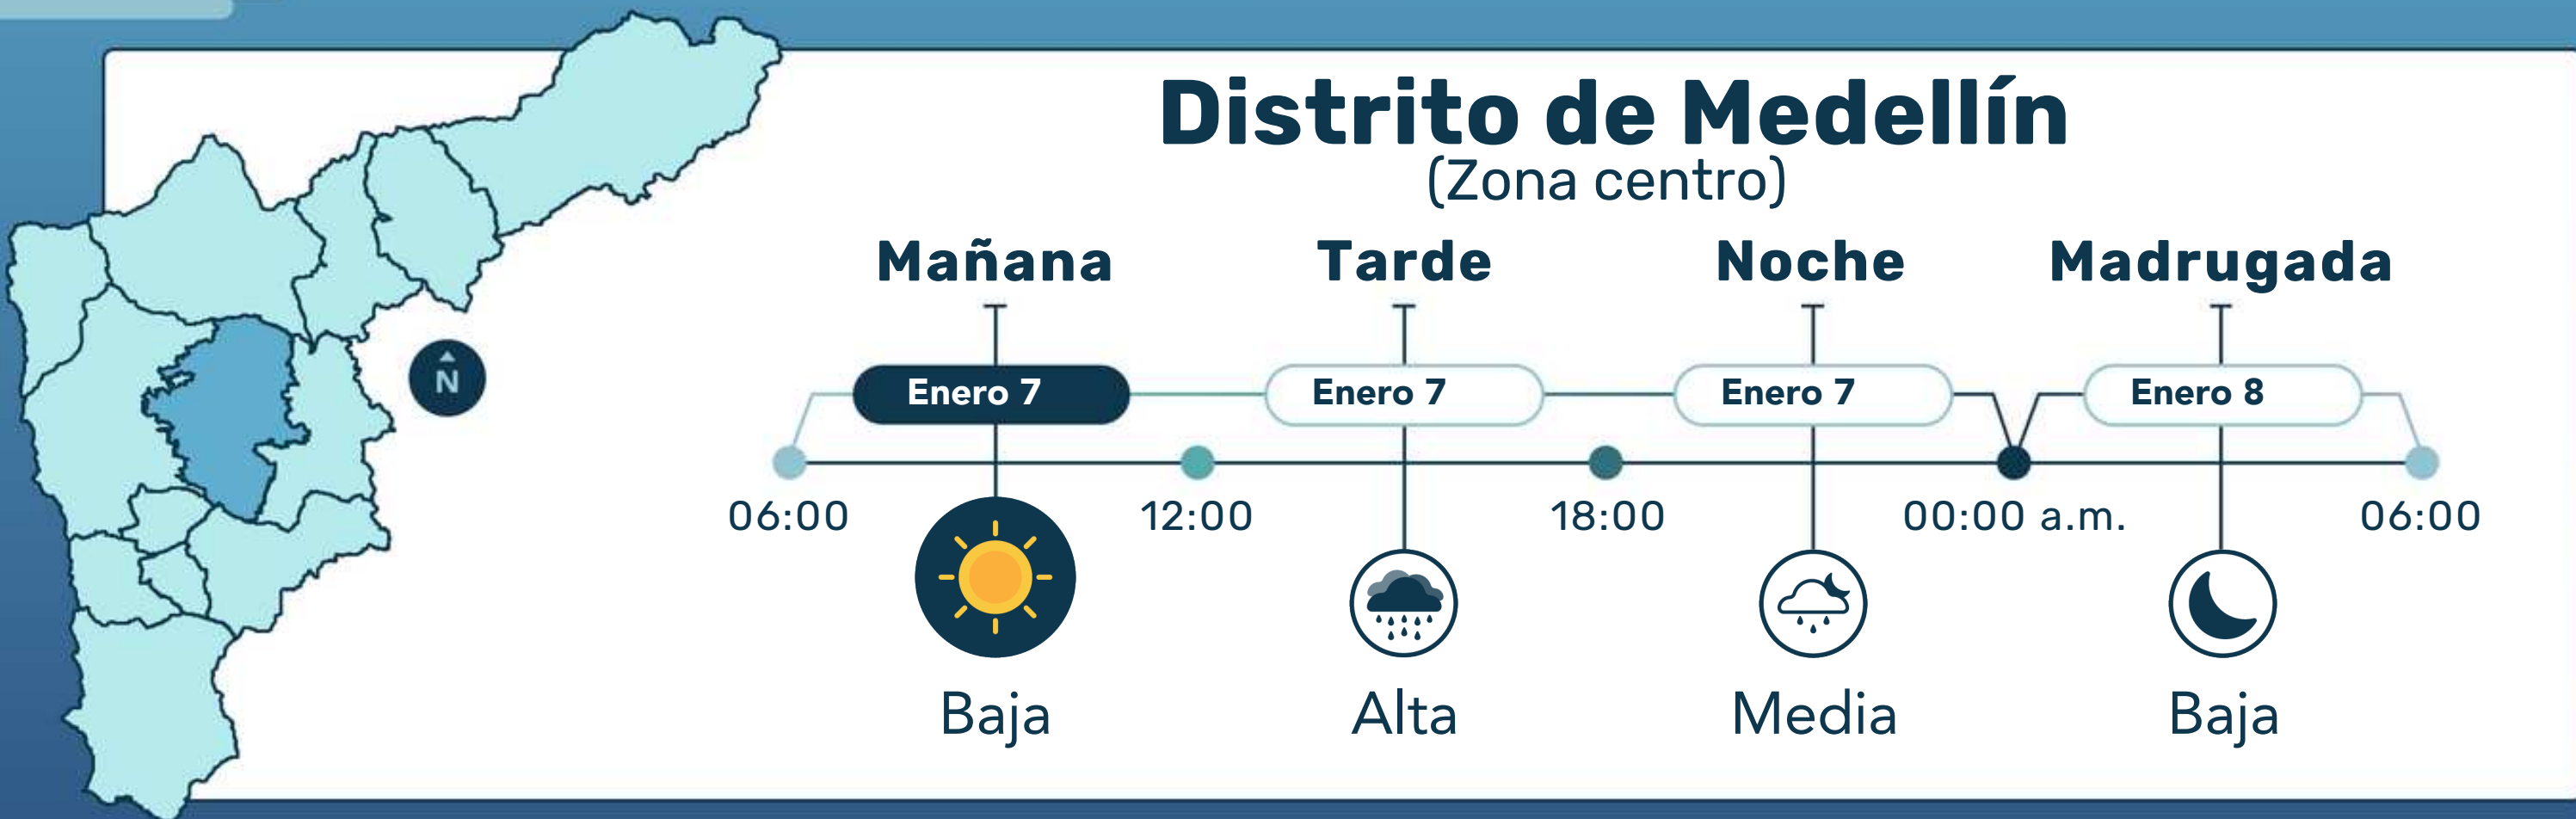 Distrito de Medellín
(Zona centro)
Mañana Tarde Noche Madrugada
Enero 7 Enero 7 Enero 7 Enero 8
N
06:00 12:00 18:00 00:00 a.m. 06:00
Baja Alta Media Baja